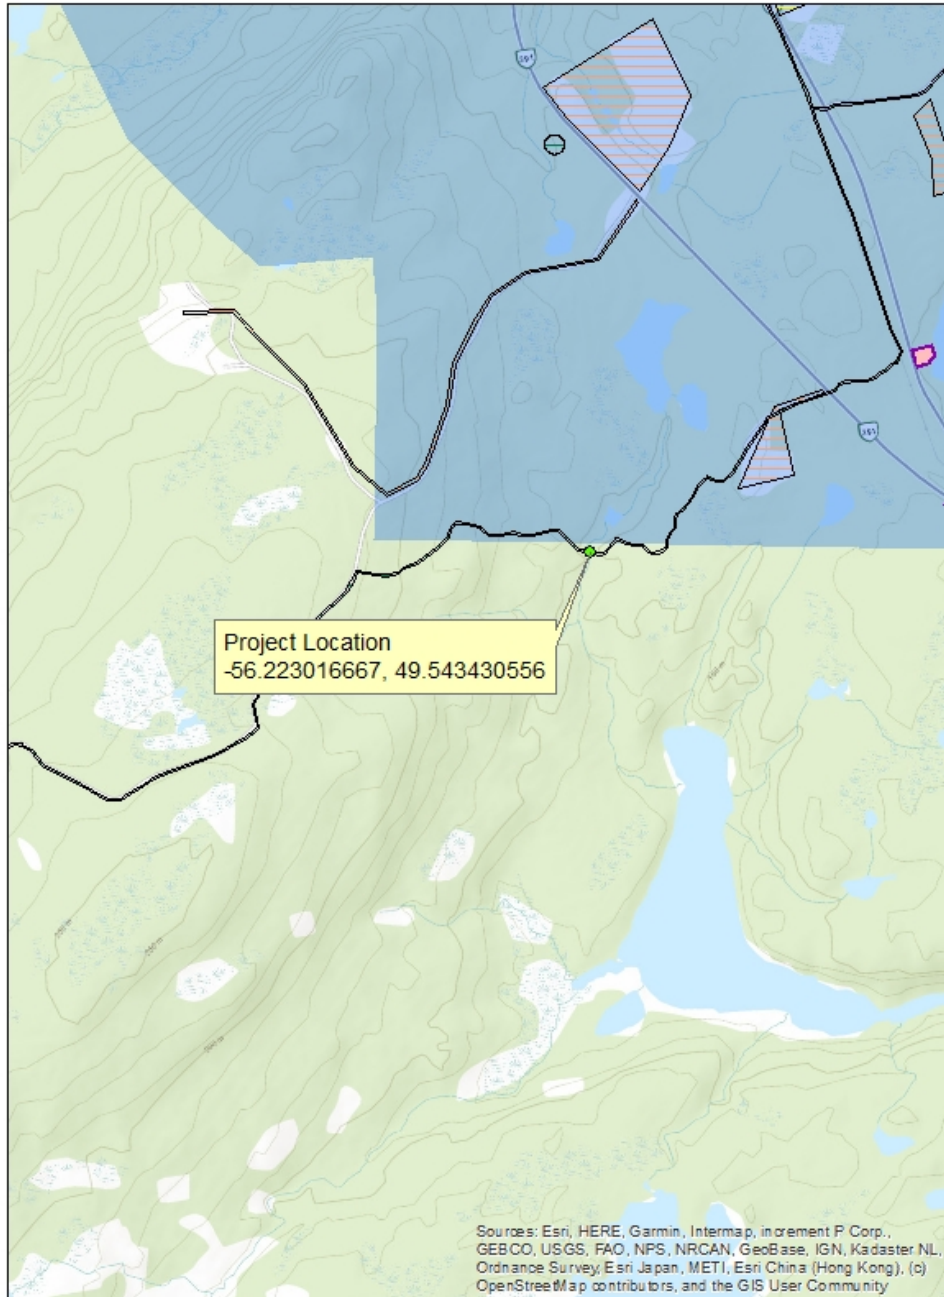 391
Project Location
-56.223016667, 49.543430556
Sources: Esri, HERE, Garmin, Intermap, increment P Corp.,
GEBCO, USGS, FAO, NPS, NRCAN, GeoBase, IGN, Kadaster NL,
Ordnance Survey, Esri Japan, METI, Esri China (Hong Kong), (c)
OpenStreetMap contributors, and the GIS User Community